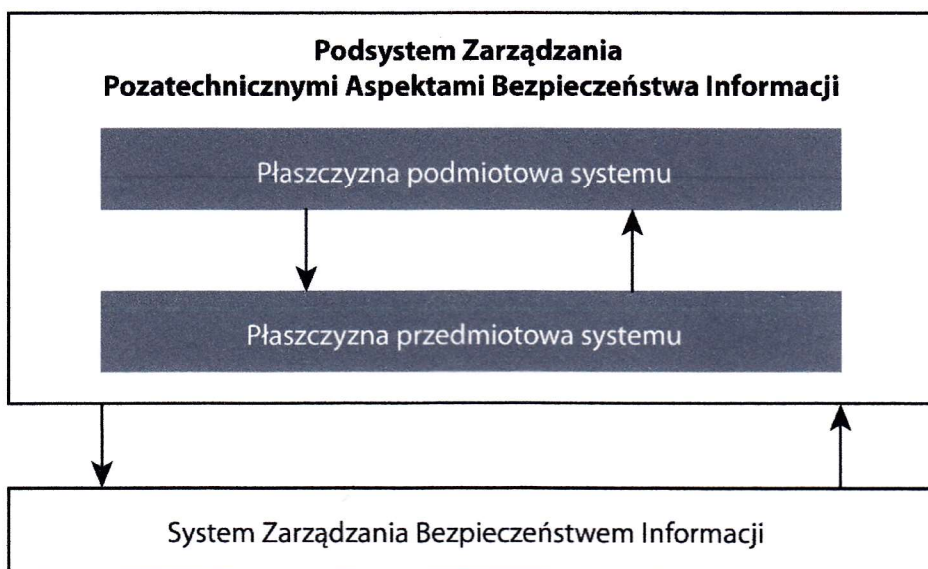 Podsystem Zarządzania
Pozatechnicznymi Aspektami Bezpieczeństwa Informacji
Płaszczyzna podmiotowa systemu
Płaszczyzna przedmiotowa systemu
System Zarządzania Bezpieczeństwem Informacji